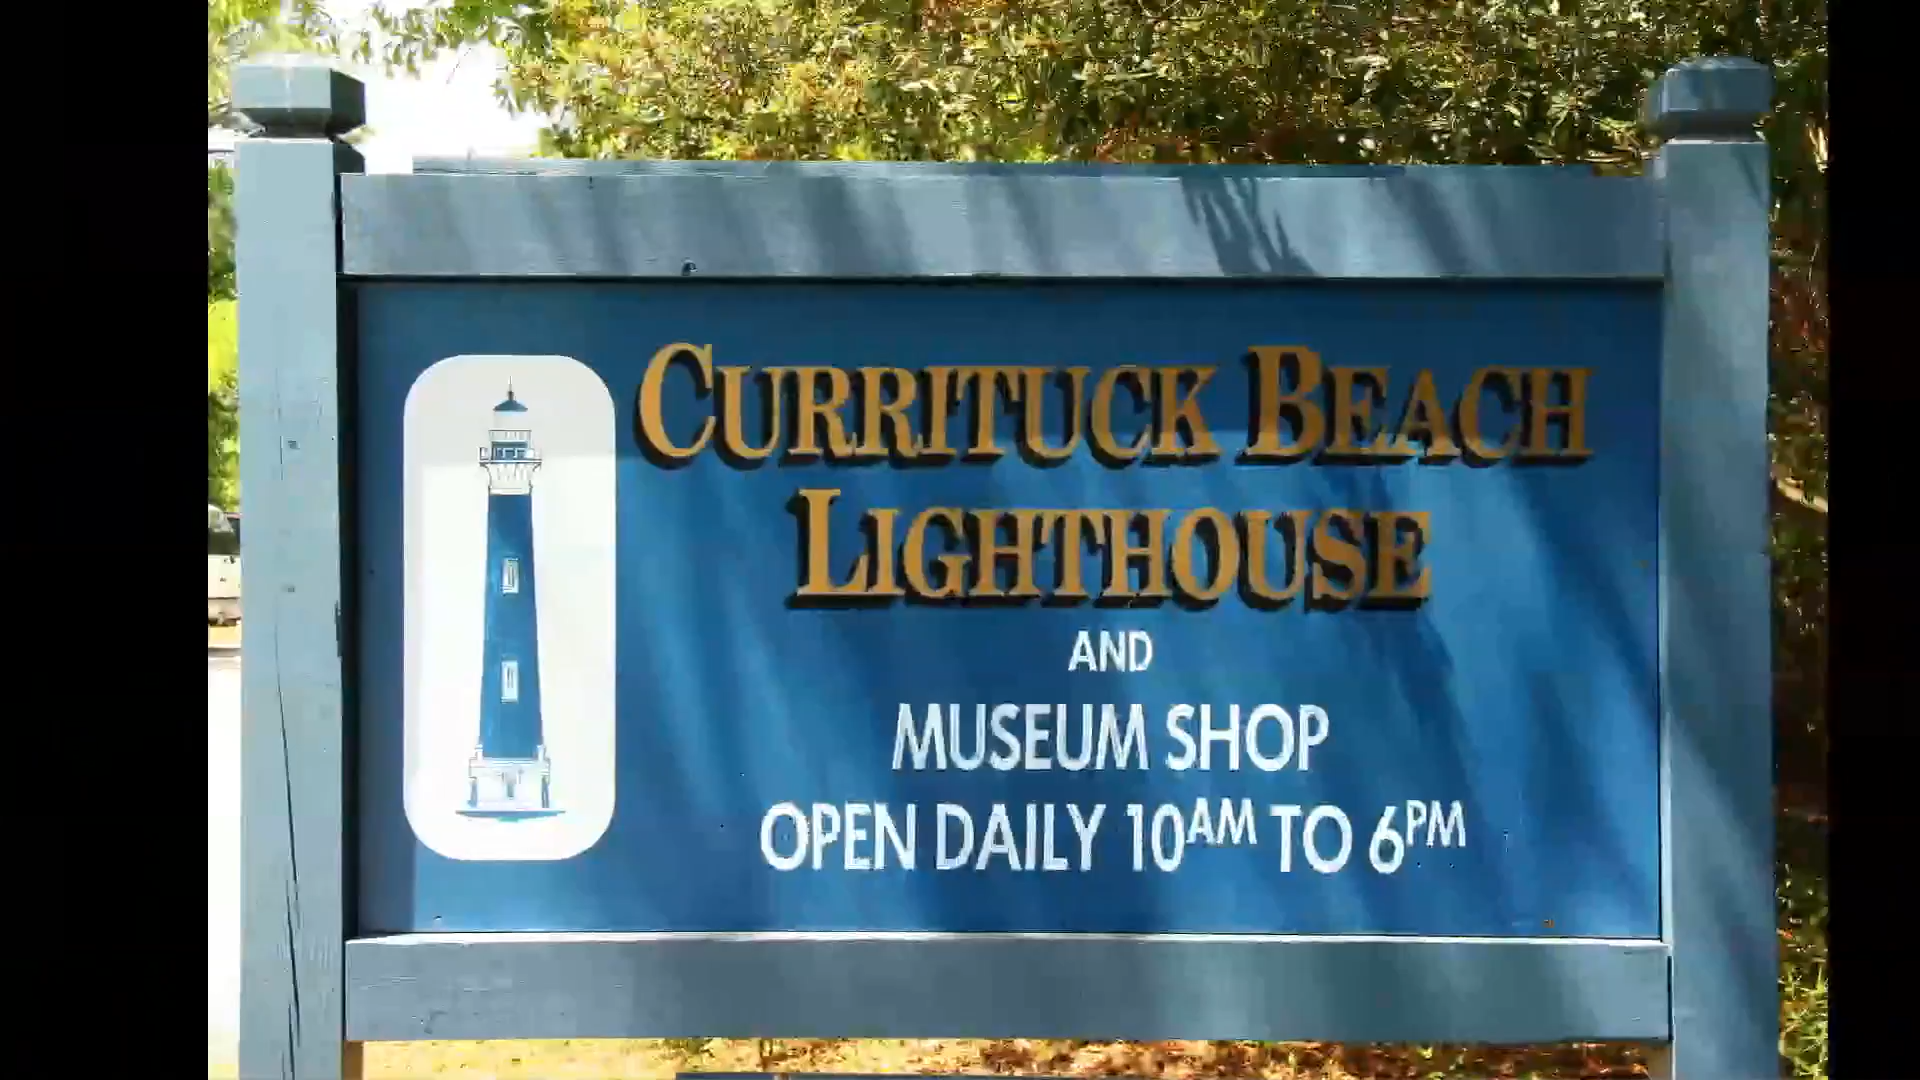 CURRITUCK BEACH
LIGHTHOUSE
AND
MUSEUM SHOP
OPEN DAILY 10AM TO 6PM